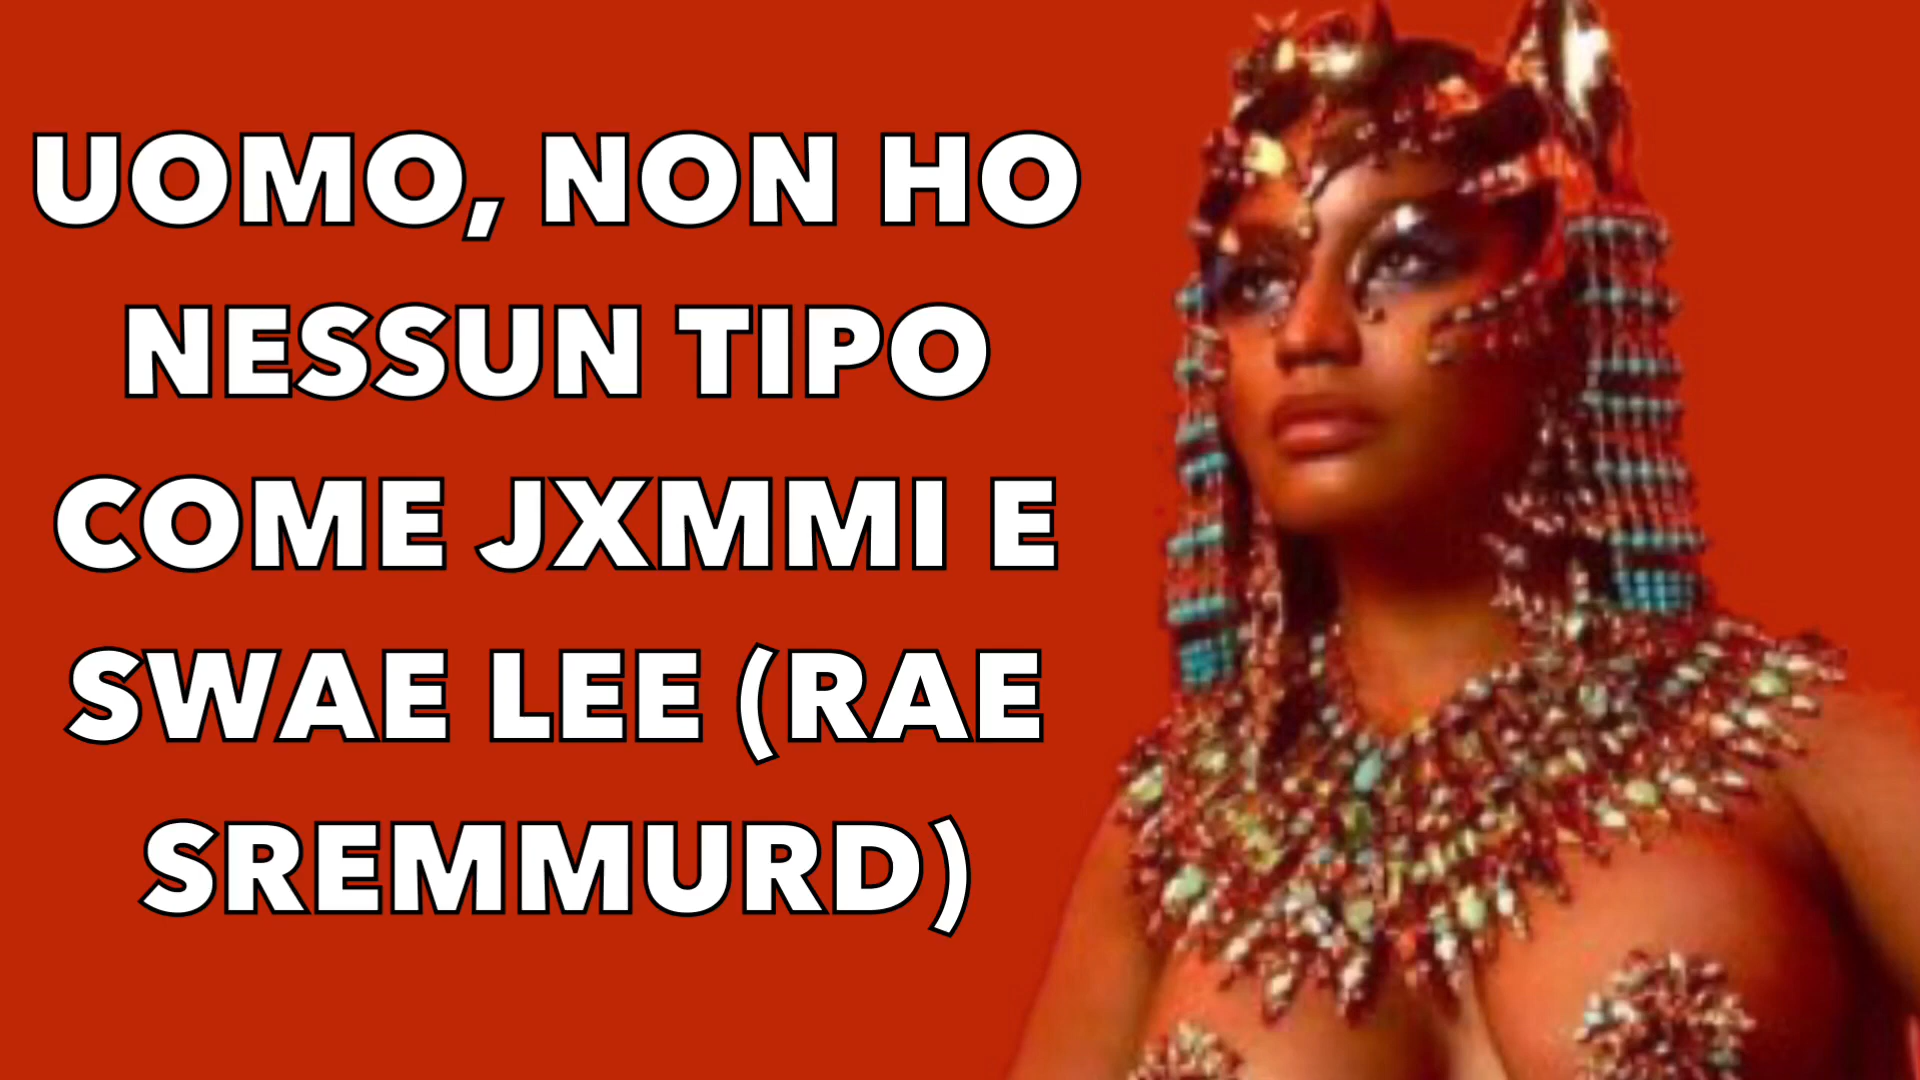 UOMO, NON HO
NESSUN TIPO
COME JXMMI E
SWAE LEE (RAE
SREMMURD)